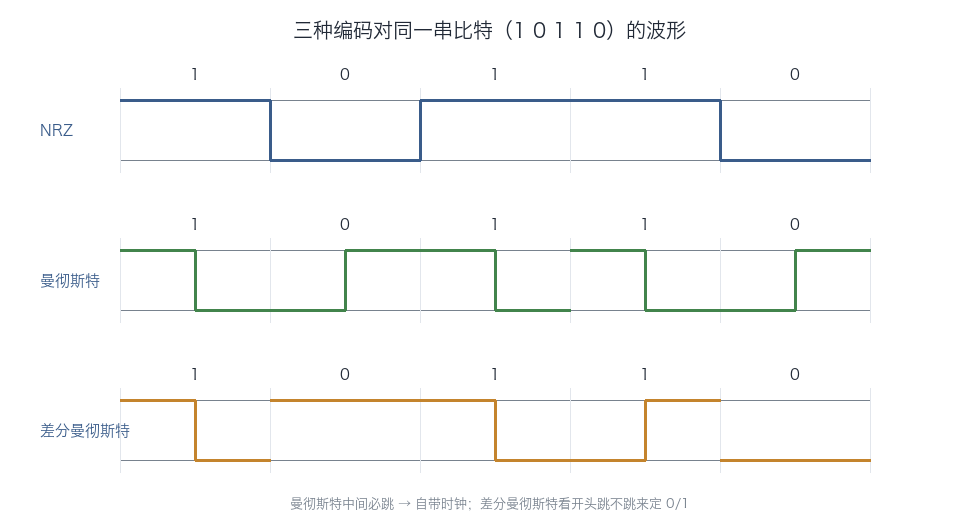 三种编码对同一串比特（1 0 1 1 0）的波形
1 0 1 1 0
NRZ
1 0 1 1 0
曼彻斯特
1 0 1 1 0
差分曼彻斯特
曼彻斯特中间必跳 → 自带时钟；差分曼彻斯特看开头跳不跳来定 0/1